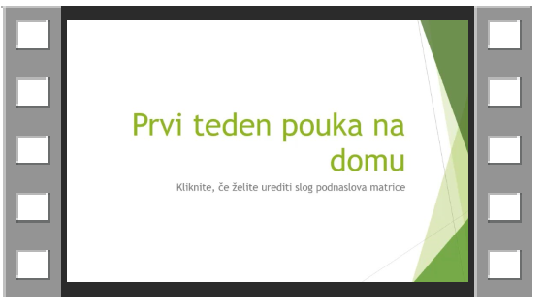 Prvi teden pouka na
domu
Kliknite, če želite urediti slog podnaslova matrice